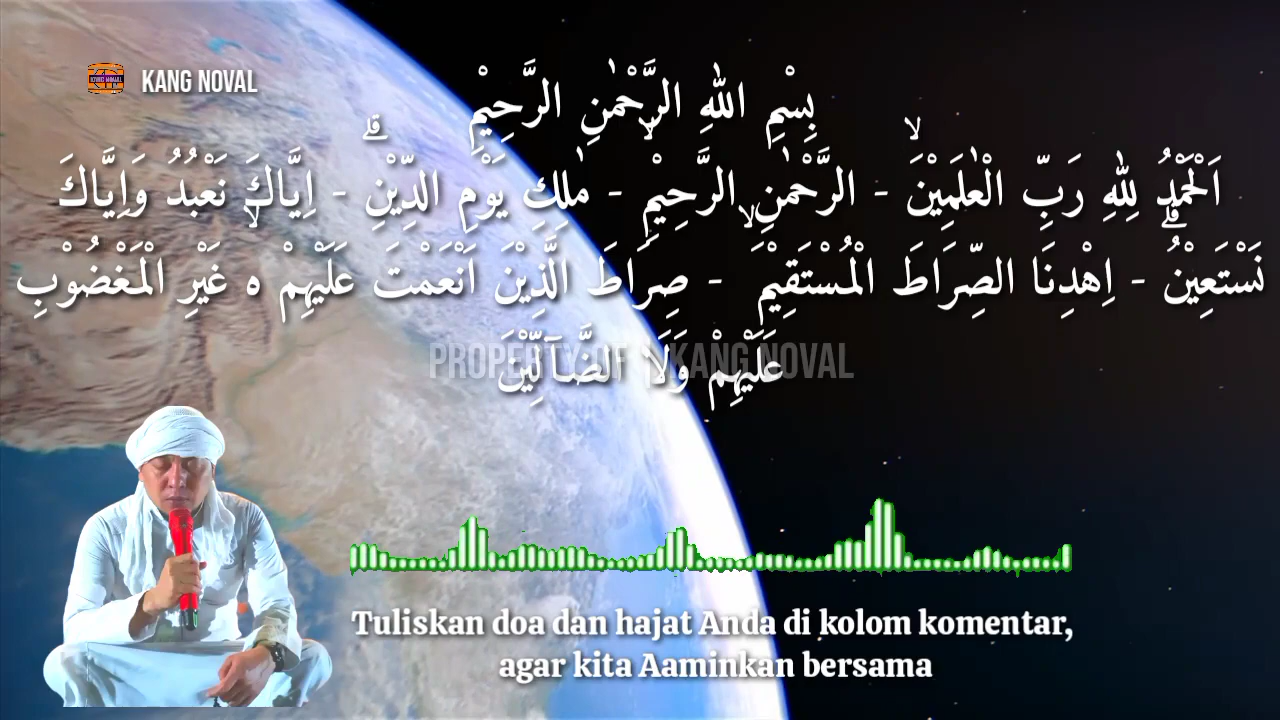 KANG NOVAL
بِسْمِ اللهِ الرَّحْمٰنِ الرَّحِيْمِ
اَلْحَمْدُ لِلّٰهِ رَبِّ الْعٰلَمِيْنَۙ - الرَّحْمٰنِ الرَّحِيْمِۙ - مٰلِكِ يَوْمِ الدِّيْنِۗ - اِيَّاكَ نَعْبُدُ وَاِيَّاكَ
نَسْتَعِيْنُۗ - اِهْدِنَا الصِّرَاطَ الْمُسْتَقِيْمَۙ - صِرَاطَ الَّذِيْنَ اَنْعَمْتَ عَلَيْهِمْ ەۙ غَيْرِ الْمَغْضُوْبِ
عَلَيْهِمْ وَلَا الضَّاۤلِّيْنَ
PROPERTY OF KANG NOVAL
Tuliskan doa dan hajat Anda di kolom komentar,
agar kita Aaminkan bersama